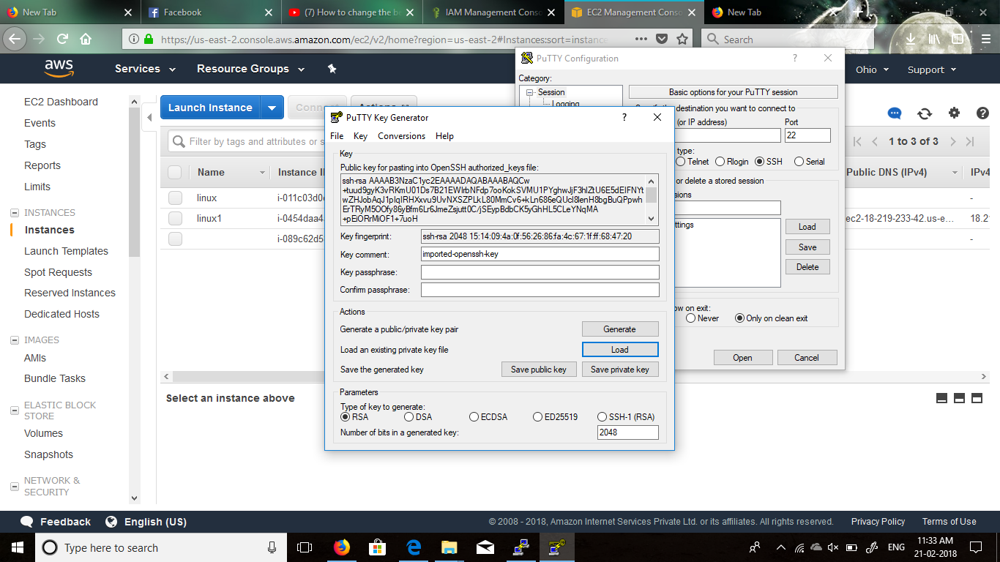 New Tab
Facebook
(7) How to change the be
IAM Management Conso
EC2 Management Conso
New Tab
https://us-east-2.console.aws.amazon.com/ec2/v2/home?region=us-east-2#Instances:sort=instance
Search
aws
Services
Resource Groups
Ohio
Support
PuTTY Configuration
?
Category:
Session
Logging
Basic options for your PuTTY session
destination you want to connect to
(or IP address)
Port
22
type:
Telnet
Rlogin
SSH
Serial
or delete a stored session
sions
ttings
Load
Save
Delete
ow on exit:
Never
Only on clean exit
Open
Cancel
EC2 Dashboard
Events
Tags
Reports
Limits
INSTANCES
Instances
Launch Templates
Spot Requests
Reserved Instances
Dedicated Hosts
IMAGES
AMIs
Bundle Tasks
ELASTIC BLOCK
STORE
Volumes
Snapshots
NETWORK &
SECURITY
Launch Instance
Connect
Actions
Filter by tags and attributes or s
1 to 3 of 3
Name
Instance ID
Public DNS (IPv4)
IPv4
linux
i-011c03d0
-
linux1
i-0454daa4
ec2-18-219-233-42.us-e...
18.21
i-089c62d5
-
Select an instance above
PuTTY Key Generator
?
File
Key
Conversions
Help
Key
Public key for pasting into OpenSSH authorized_keys file:
ssh-rsa AAAAB3NzaC1yc2EAAAADAQABAAABAQCw
+tuud9gyK3vRKmU01Ds7B21EWIrbNFdp7ooKokSVMU1PYghwJjF3hlZtU6E5dEIFNYt
wZHJobAqJ1pIqIRHXxvu9UvNXSZPLkL80MmCv6+kLn686eQUcl8lenH8bgBuQPpwh
ErTRyM5OOfy86yBfm6Lr6JmeZsjutt0C/jSEypBdbCK5yGhHL5CLeYNqMA
+pEiORrMiOF1+7uoH
Key fingerprint:
ssh-rsa 2048 15:14:09:4a:0f:56:26:86:fa:4c:67:1f:ff:68:47:20
Key comment:
imported-openssh-key
Key passphrase:
Confirm passphrase:
Actions
Generate a public/private key pair
Generate
Load an existing private key file
Load
Save the generated key
Save public key
Save private key
Parameters
Type of key to generate:
RSA
DSA
ECDSA
ED25519
SSH-1 (RSA)
Number of bits in a generated key:
2048
Feedback
English (US)
© 2008 - 2018, Amazon Internet Services Private Ltd. or its affiliates. All rights reserved.
Privacy Policy
Terms of Use
Type here to search
ENG
11:33 AM
21-02-2018